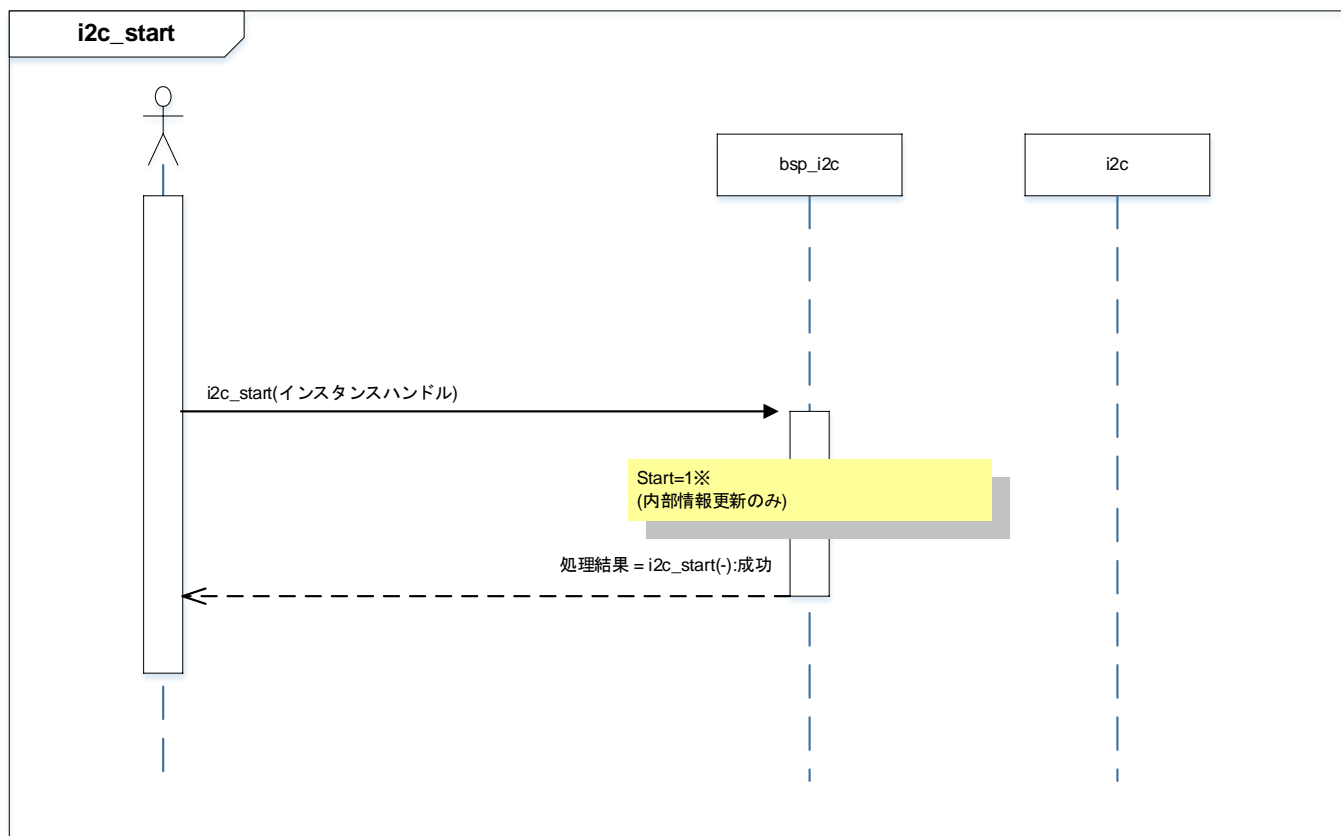 i2c_start
bsp_i2c
i2c
i2c_start(インスタンスハンドル)
Start=1※
(内部情報更新のみ)
処理結果 = i2c_start(-):成功